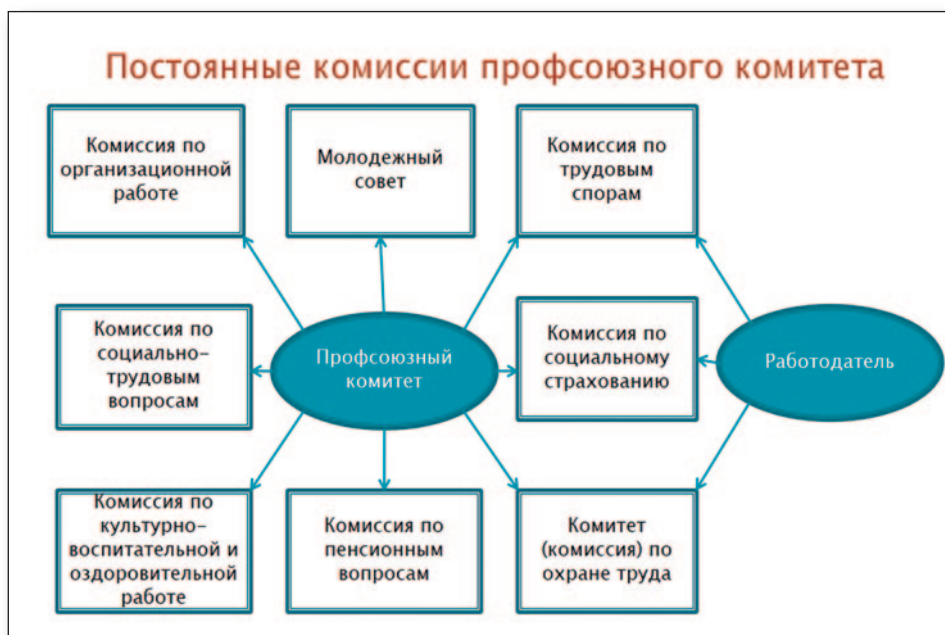 Постоянные комиссии профсоюзного комитета
Комиссия по
организационной
работе
Молодежный
совет
Комиссия по
трудовым
спорам
Комиссия по
социально-
трудовым
вопросам
Профсоюзный
комитет
Комиссия по
социальному
страхованию
Работодатель
Комиссия по
культурно-
воспитательной и
оздоровительной
работе
Комиссия по
пенсионным
вопросам
Комитет
(комиссия) по
охране труда